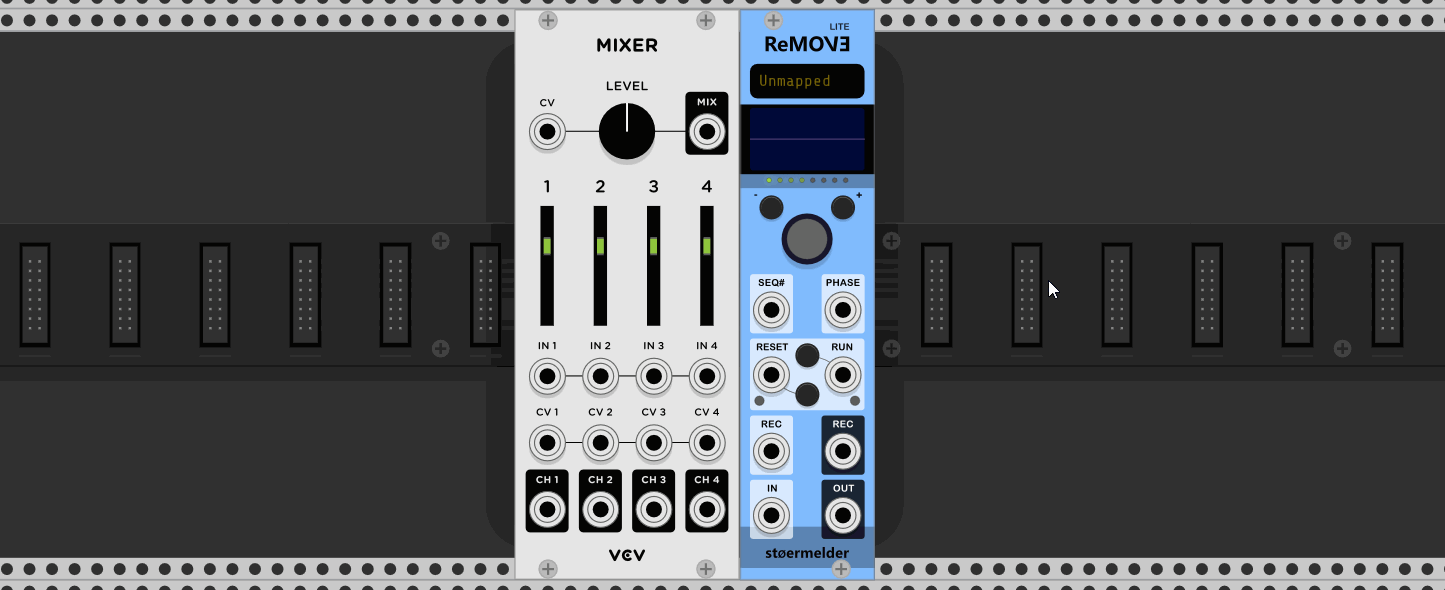 MIXER
LEVEL
CV
MIX
1 2 3 4
IN 1 IN 2 IN 3 IN 4
CV 1 CV 2 CV 3 CV 4
CH 1 CH 2 CH 3 CH 4
VCV
LITE
ReMOVE
Unmapped
- +
SEQ# PHASE
RESET RUN
REC REC
IN OUT
støermelder